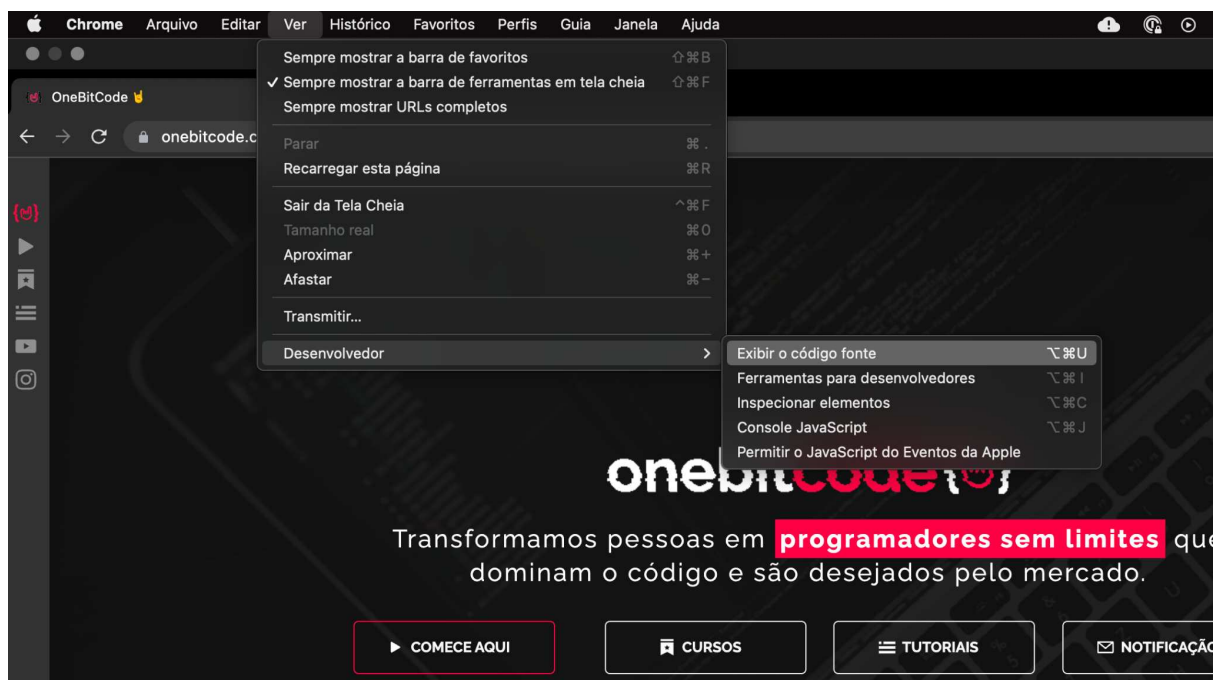 Chrome Arquivo Editar Ver Histórico Favoritos Perfis Guia Janela Ajuda
Sempre mostrar a barra de favoritos ⇧⌘B
✓ Sempre mostrar a barra de ferramentas em tela cheia ⇧⌘F
Sempre mostrar URLs completos
Parar ⌘.
Recarregar esta página ⌘R
Sair da Tela Cheia ^⌘F
Tamanho real ⌘0
Aproximar ⌘+
Afastar ⌘−
Transmitir...
Desenvolvedor >
Exibir o código fonte ⌥⌘U
Ferramentas para desenvolvedores ⌥⌘I
Inspecionar elementos ⌥⌘C
Console JavaScript ⌥⌘J
Permitir o JavaScript do Eventos da Apple
OneBitCode 🤘
onebitcode.c
onebitcode{}
Transformamos pessoas em programadores sem limites que
dominam o código e são desejados pelo mercado.
COMECE AQUI
CURSOS
TUTORIAIS
NOTIFICAÇÃO